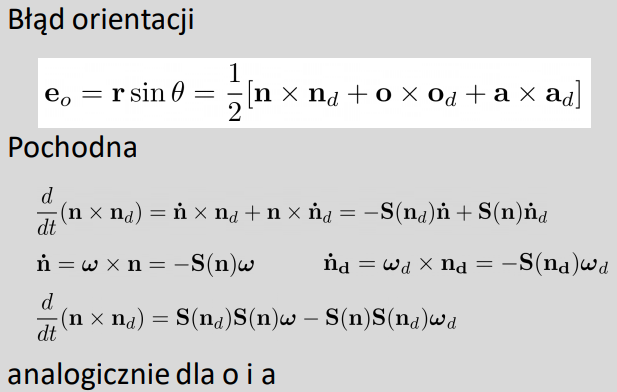 Błąd orientacji
𝐞ₒ = 𝐫 sin θ = 1/2 [𝐧 × 𝐧_d + 𝐨 × 𝐨_d + 𝐚 × 𝐚_d]
Pochodna
d/dt (𝐧 × 𝐧_d) = 𝐧̇ × 𝐧_d + 𝐧 × 𝐧̇_d = −𝐒(𝐧_d)𝐧̇ + 𝐒(𝐧)𝐧̇_d
𝐧̇ = 𝝎 × 𝐧 = −𝐒(𝐧)𝝎 𝐧̇_𝐝 = 𝝎_d × 𝐧_𝐝 = −𝐒(𝐧_𝐝)𝝎_d
d/dt (𝐧 × 𝐧_d) = 𝐒(𝐧_d)𝐒(𝐧)𝝎 − 𝐒(𝐧)𝐒(𝐧_d)𝝎_d
analogicznie dla o i a